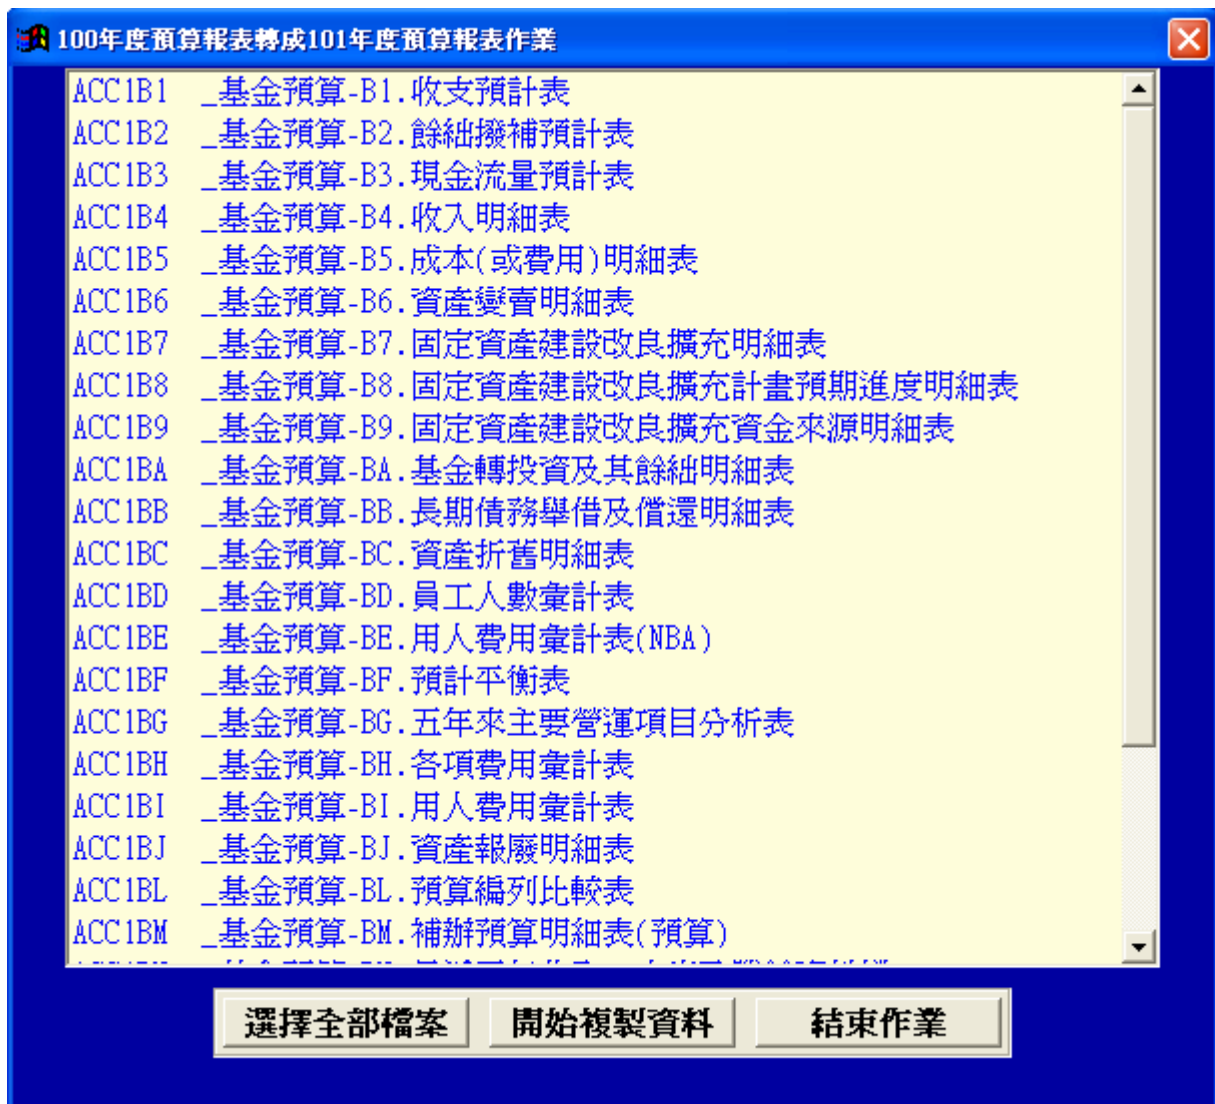 100年度預算報表轉成101年度預算報表作業
ACC1B1 _基金預算-B1.收支預計表
ACC1B2 _基金預算-B2.餘絀撥補預計表
ACC1B3 _基金預算-B3.現金流量預計表
ACC1B4 _基金預算-B4.收入明細表
ACC1B5 _基金預算-B5.成本(或費用)明細表
ACC1B6 _基金預算-B6.資產變賣明細表
ACC1B7 _基金預算-B7.固定資產建設改良擴充明細表
ACC1B8 _基金預算-B8.固定資產建設改良擴充計畫預期進度明細表
ACC1B9 _基金預算-B9.固定資產建設改良擴充資金來源明細表
ACC1BA _基金預算-BA.基金轉投資及其餘絀明細表
ACC1BB _基金預算-BB.長期債務舉借及償還明細表
ACC1BC _基金預算-BC.資產折舊明細表
ACC1BD _基金預算-BD.員工人數彙計表
ACC1BE _基金預算-BE.用人費用彙計表(NBA)
ACC1BF _基金預算-BF.預計平衡表
ACC1BG _基金預算-BG.五年來主要營運項目分析表
ACC1BH _基金預算-BH.各項費用彙計表
ACC1BI _基金預算-BI.用人費用彙計表
ACC1BJ _基金預算-BJ.資產報廢明細表
ACC1BL _基金預算-BL.預算編列比較表
ACC1BM _基金預算-BM.補辦預算明細表(預算)
選擇全部檔案 開始複製資料 結束作業